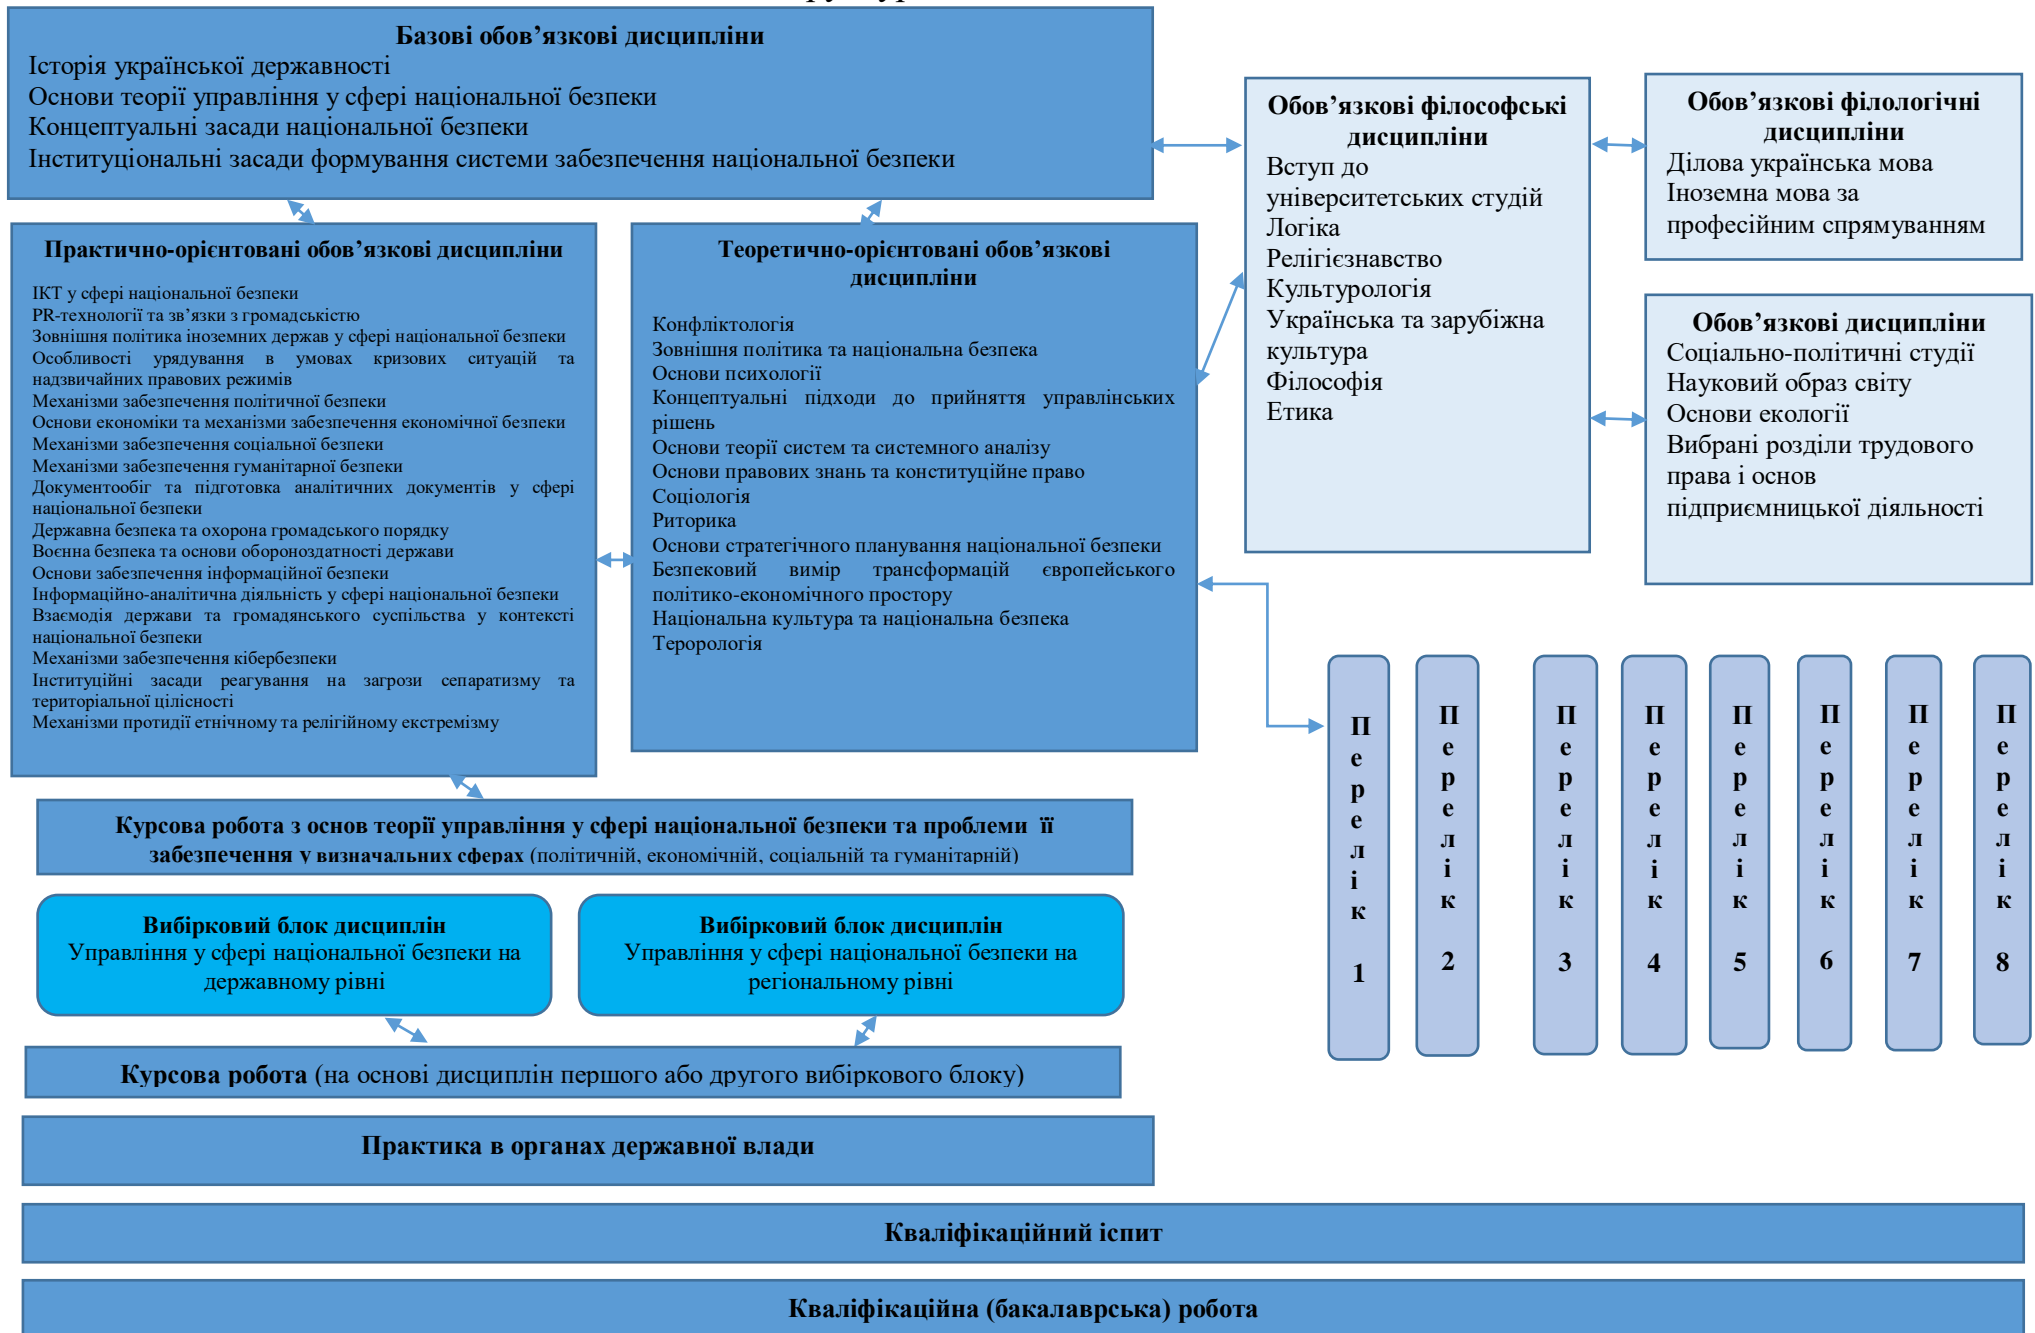 Базові обов’язкові дисципліни
Історія української державності
Основи теорії управління у сфері національної безпеки
Концептуальні засади національної безпеки
Інституціональні засади формування системи забезпечення національної безпеки
Обов’язкові філософські
дисципліни
Вступ до
університетських студій
Логіка
Релігієзнавство
Культурологія
Українська та зарубіжна
культура
Філософія
Етика
Обов’язкові філологічні
дисципліни
Ділова українська мова
Іноземна мова за
професійним спрямуванням
Обов’язкові дисципліни
Соціально-політичні студії
Науковий образ світу
Основи екології
Вибрані розділи трудового
права і основ
підприємницької діяльності
Практично-орієнтовані обов’язкові дисципліни
ІКТ у сфері національної безпеки
PR-технології та зв’язки з громадськістю
Зовнішня політика іноземних держав у сфері національної безпеки
Особливості урядування в умовах кризових ситуацій та
надзвичайних правових режимів
Механізми забезпечення політичної безпеки
Основи економіки та механізми забезпечення економічної безпеки
Механізми забезпечення соціальної безпеки
Механізми забезпечення гуманітарної безпеки
Документообіг та підготовка аналітичних документів у сфері
національної безпеки
Державна безпека та охорона громадського порядку
Воєнна безпека та основи обороноздатності держави
Основи забезпечення інформаційної безпеки
Інформаційно-аналітична діяльність у сфері національної безпеки
Взаємодія держави та громадянського суспільства у контексті
національної безпеки
Механізми забезпечення кібербезпеки
Інституційні засади реагування на загрози сепаратизму та
територіальної цілісності
Механізми протидії етнічному та релігійному екстремізму
Теоретично-орієнтовані обов’язкові
дисципліни
Конфліктологія
Зовнішня політика та національна безпека
Основи психології
Концептуальні підходи до прийняття управлінських
рішень
Основи теорії систем та системного аналізу
Основи правових знань та конституційне право
Соціологія
Риторика
Основи стратегічного планування національної безпеки
Безпековий вимір трансформацій європейського
політико-економічного простору
Національна культура та національна безпека
Терорологія
Перелік 1
Перелік 2
Перелік 3
Перелік 4
Перелік 5
Перелік 6
Перелік 7
Перелік 8
Курсова робота з основ теорії управління у сфері національної безпеки та проблеми її
забезпечення у визначальних сферах (політичній, економічній, соціальній та гуманітарній)
Вибірковий блок дисциплін
Управління у сфері національної безпеки на
державному рівні
Вибірковий блок дисциплін
Управління у сфері національної безпеки на
регіональному рівні
Курсова робота (на основі дисциплін першого або другого вибіркового блоку)
Практика в органах державної влади
Кваліфікаційний іспит
Кваліфікаційна (бакалаврська) робота